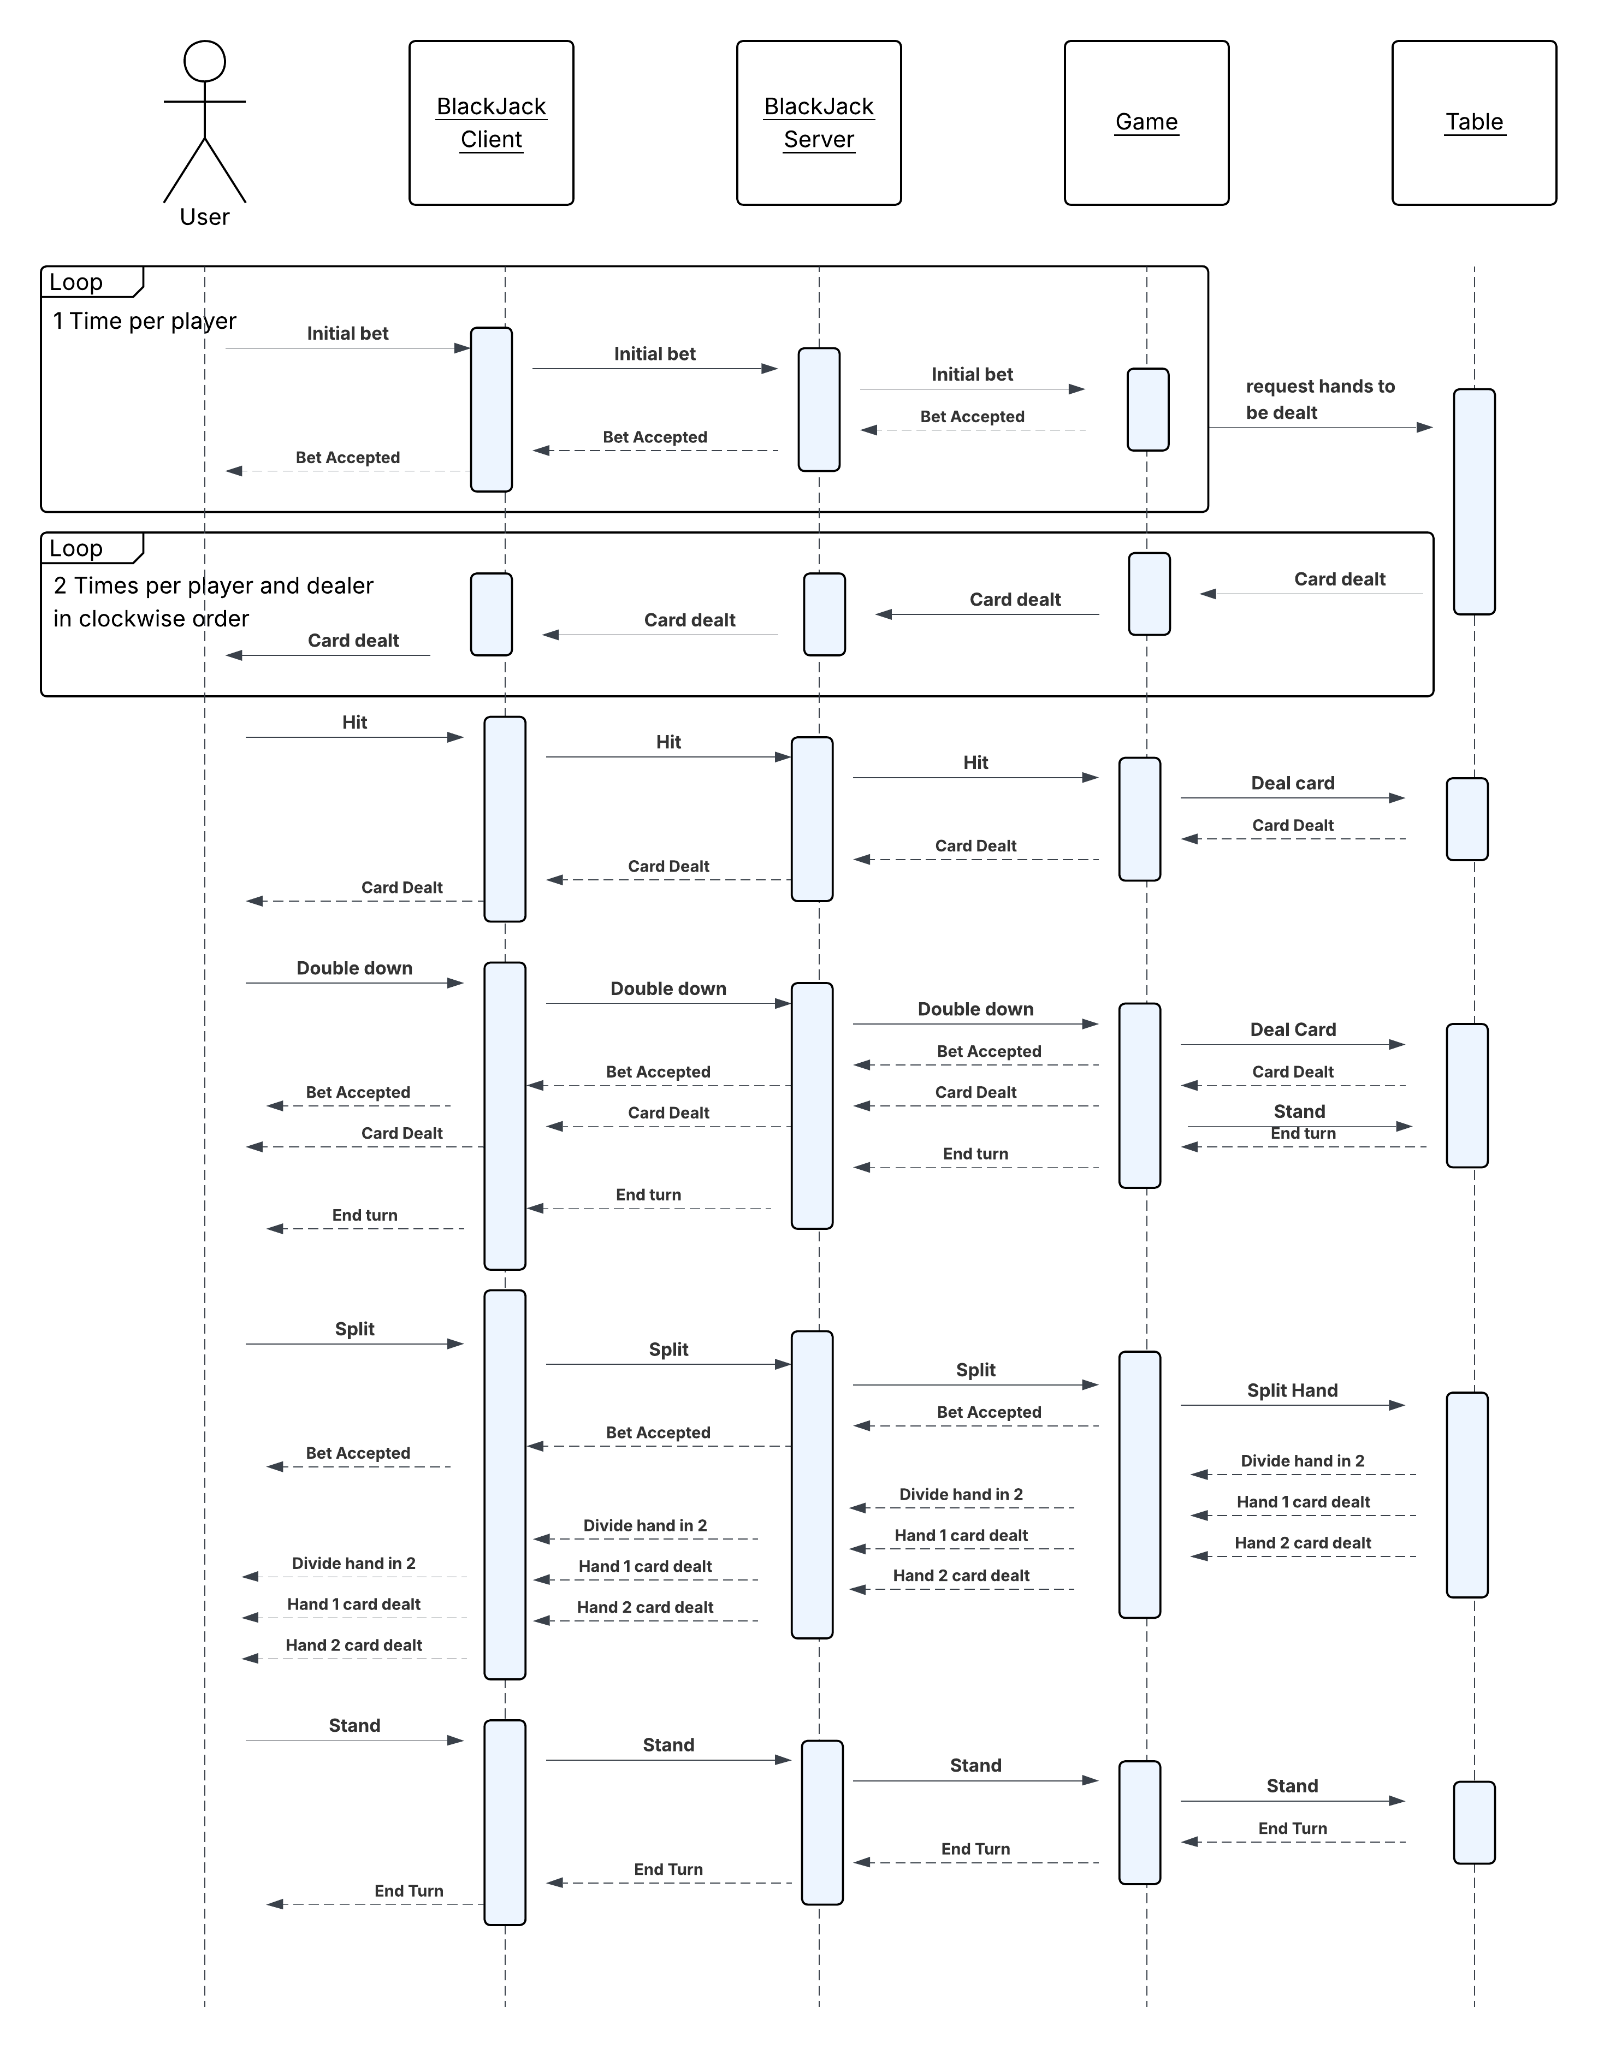 User
BlackJack
Client
BlackJack
Server
Game
Table
Loop
1 Time per player
Initial bet
Initial bet
Initial bet
request hands to
be dealt
Bet Accepted
Bet Accepted
Bet Accepted
Loop
2 Times per player and dealer
in clockwise order
Card dealt
Card dealt
Card dealt
Card dealt
Hit
Hit
Hit
Deal card
Card Dealt
Card Dealt
Card Dealt
Card Dealt
Double down
Double down
Double down
Deal Card
Bet Accepted
Card Dealt
Bet Accepted
Bet Accepted
Card Dealt
Stand
Card Dealt
Card Dealt
End turn
End turn
End turn
End turn
Split
Split
Split
Split Hand
Bet Accepted
Bet Accepted
Bet Accepted
Divide hand in 2
Divide hand in 2
Hand 1 card dealt
Divide hand in 2
Hand 1 card dealt
Hand 2 card dealt
Divide hand in 2
Hand 1 card dealt
Hand 2 card dealt
Hand 1 card dealt
Hand 2 card dealt
Hand 2 card dealt
Stand
Stand
Stand
Stand
End Turn
End Turn
End Turn
End Turn